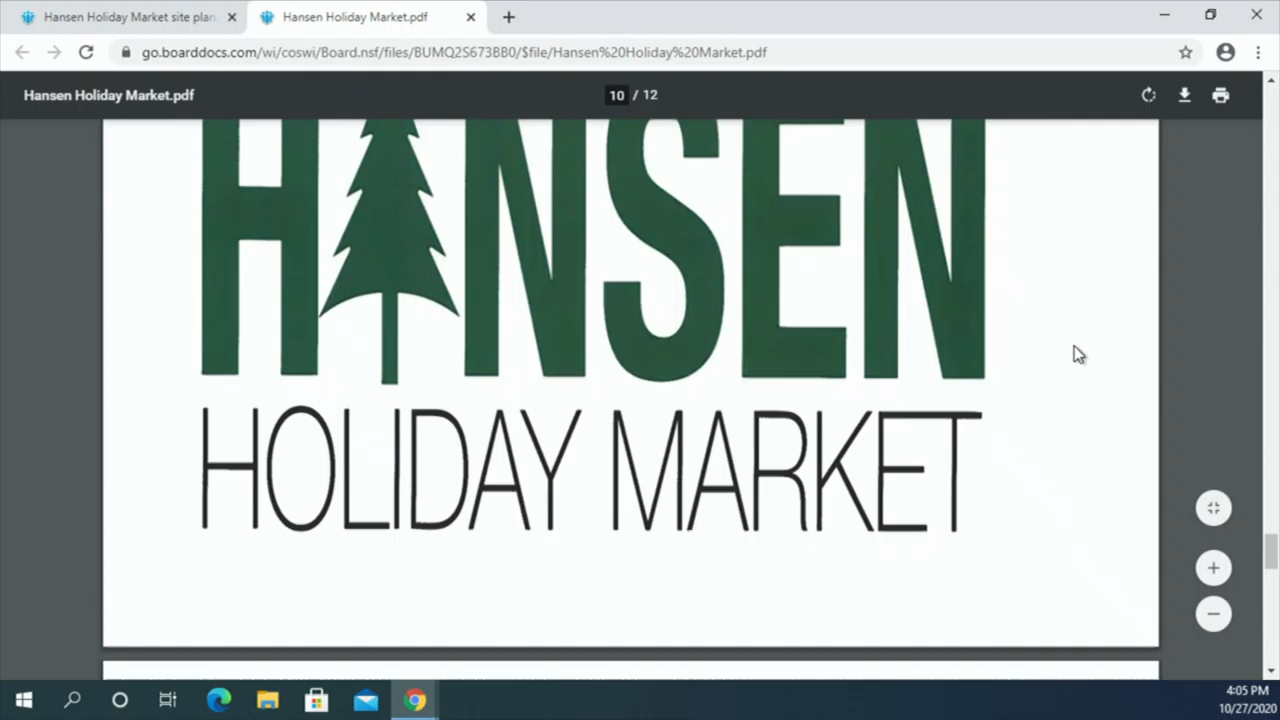 Hansen Holiday Market site plan
Hansen Holiday Market.pdf
go.boarddocs.com/wi/coswi/Board.nsf/files/BUMQ2S673BB0/$file/Hansen%20Holiday%20Market.pdf
Hansen Holiday Market.pdf
10 / 12
HANSEN
HOLIDAY MARKET
4:05 PM
10/27/2020